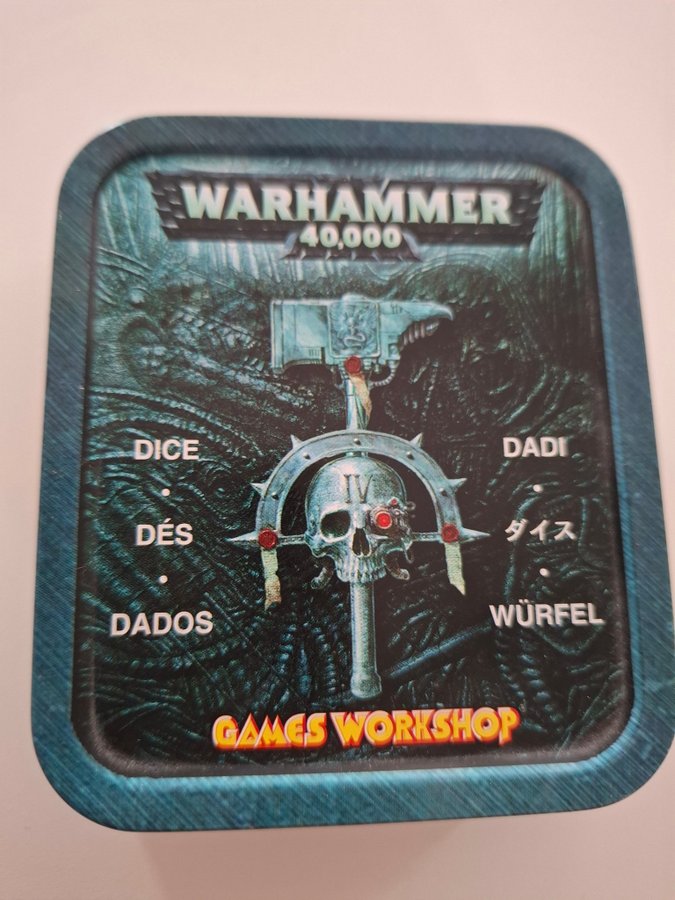 WARHAMMER
40,000
IV
DICE
•
DÉS
•
DADOS
DADI
•
ダイス
•
WÜRFEL
GAMES WORKSHOP